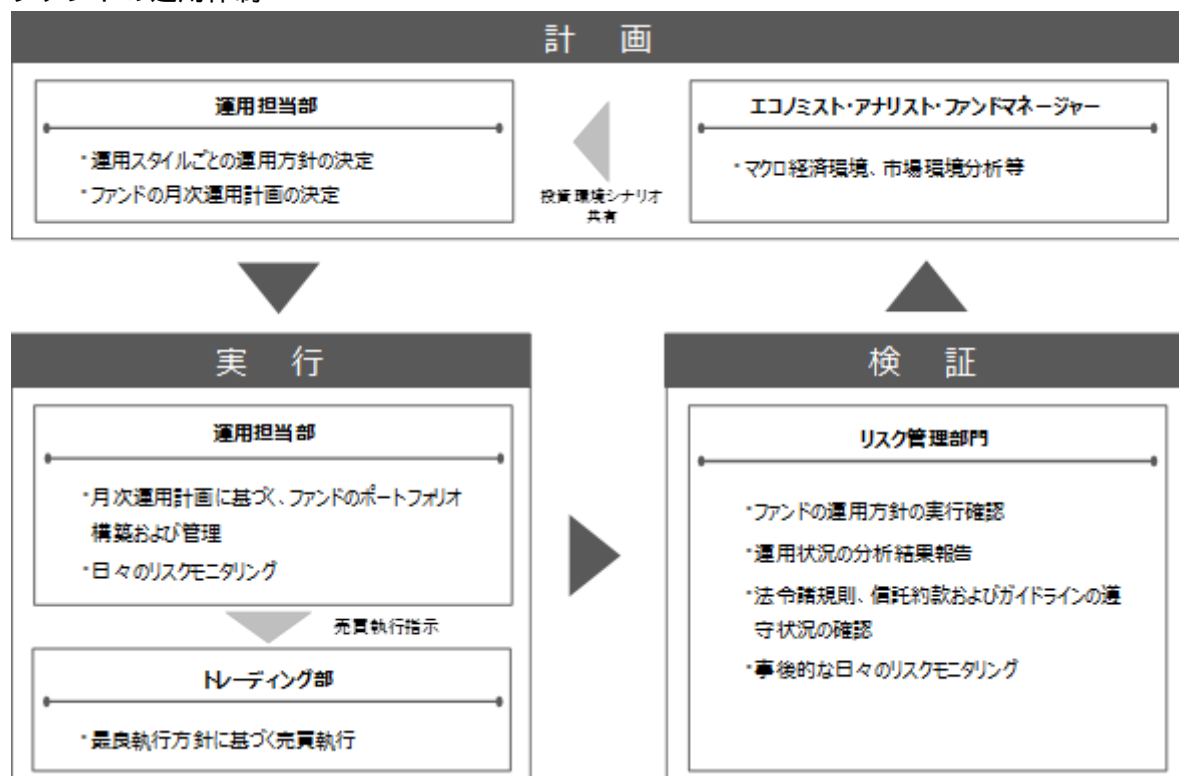 計 画
運用担当部
・運用スタイルごとの運用方針の決定
・ファンドの月次運用計画の決定
投資環境シナリオ
共有
エコノミスト・アナリスト・ファンドマネージャー
・マクロ経済環境、市場環境分析等
実 行
運用担当部
・月次運用計画に基づく、ファンドのポートフォリオ
構築および管理
・日々のリスクモニタリング
売買執行指示
トレーディング部
・最良執行方針に基づく売買執行
検 証
リスク管理部門
・ファンドの運用方針の実行確認
・運用状況の分析結果報告
・法令諸規則、信託約款およびガイドラインの遵
守状況の確認
・事後的な日々のリスクモニタリング